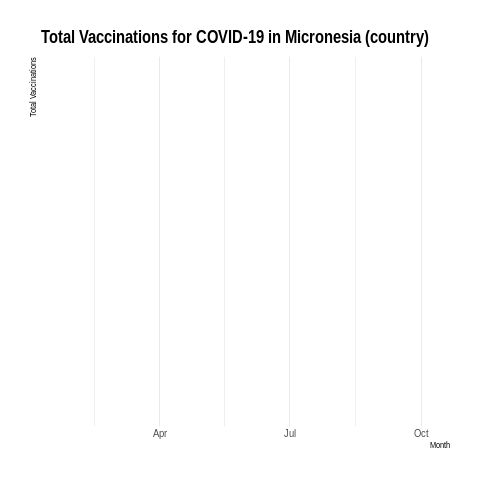 Total Vaccinations for COVID-19 in Micronesia (country)
Total Vaccinations
Apr
Jul
Oct
Month